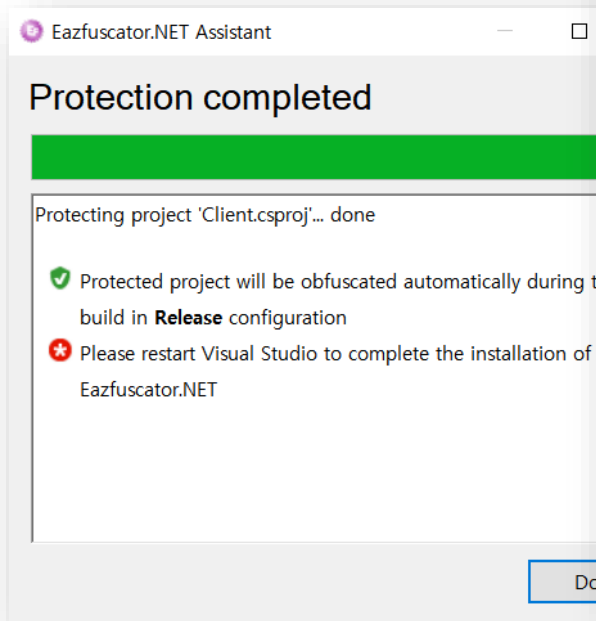 Eazfuscator.NET Assistant
Protection completed
Protecting project 'Client.csproj'... done
Protected project will be obfuscated automatically during
build in Release configuration
Please restart Visual Studio to complete the installation of
Eazfuscator.NET